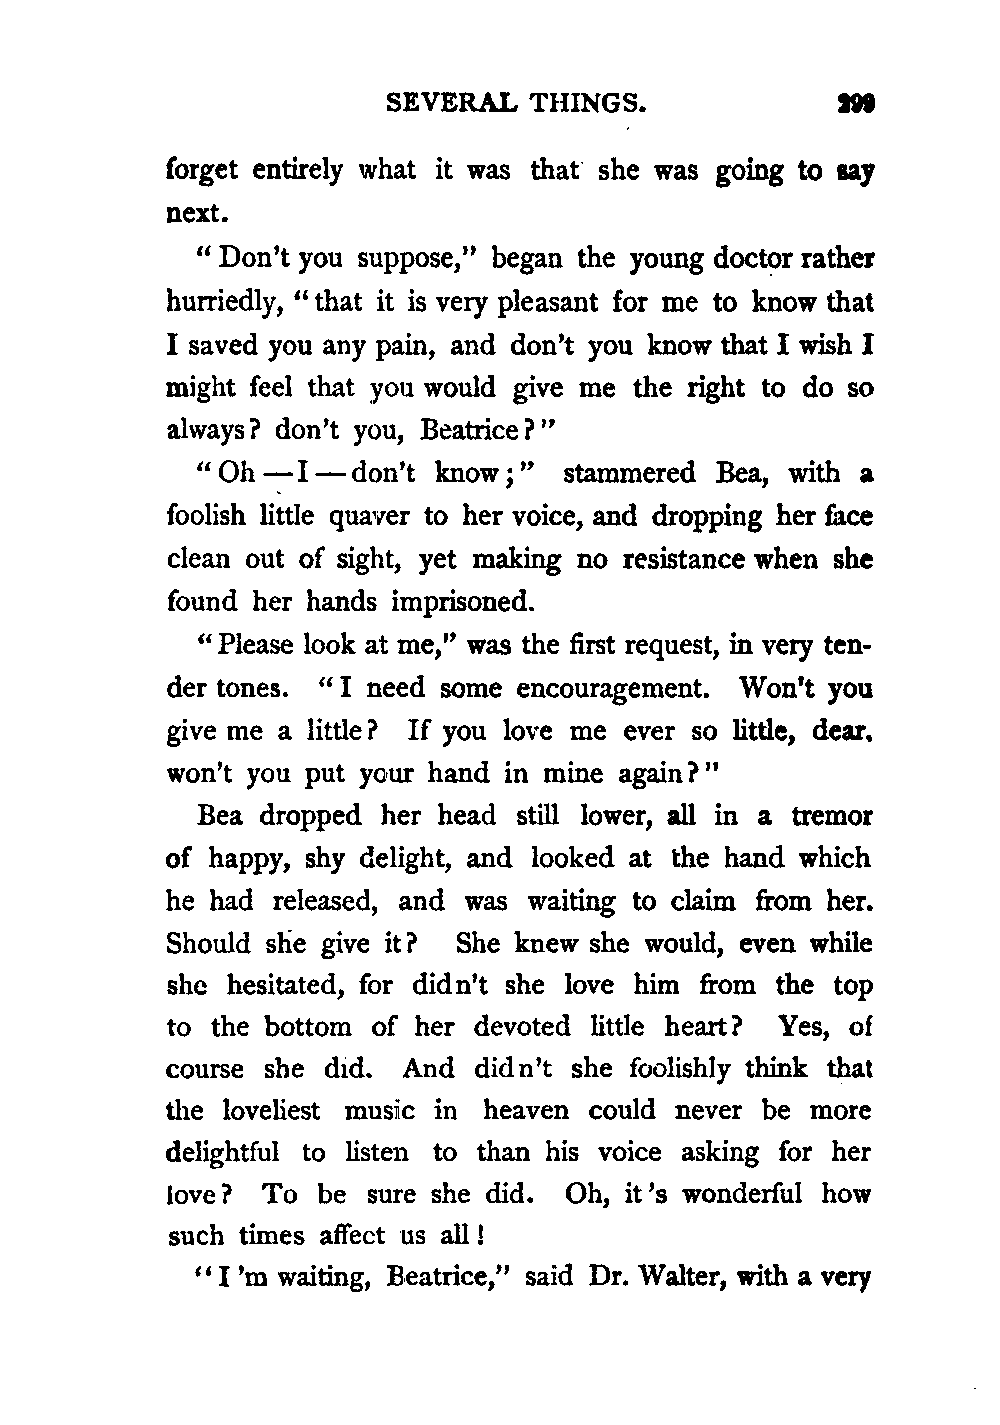 SEVERAL THINGS. 299
forget entirely what it was that she was going to say
next.
" Don't you suppose," began the young doctor rather
hurriedly, "that it is very pleasant for me to know that
I saved you any pain, and don't you know that I wish I
might feel that you would give me the right to do so
always? don't you, Beatrice?"
" Oh — I — don't know;" stammered Bea, with a
foolish little quaver to her voice, and dropping her face
clean out of sight, yet making no resistance when she
found her hands imprisoned.
"Please look at me," was the first request, in very ten-
der tones. "I need some encouragement. Won't you
give me a little? If you love me ever so little, dear,
won't you put your hand in mine again?"
Bea dropped her head still lower, all in a tremor
of happy, shy delight, and looked at the hand which
he had released, and was waiting to claim from her.
Should she give it? She knew she would, even while
she hesitated, for didn't she love him from the top
to the bottom of her devoted little heart? Yes, of
course she did. And didn't she foolishly think that
the loveliest music in heaven could never be more
delightful to listen to than his voice asking for her
love? To be sure she did. Oh, it's wonderful how
such times affect us all!
"I'm waiting, Beatrice," said Dr. Walter, with a very